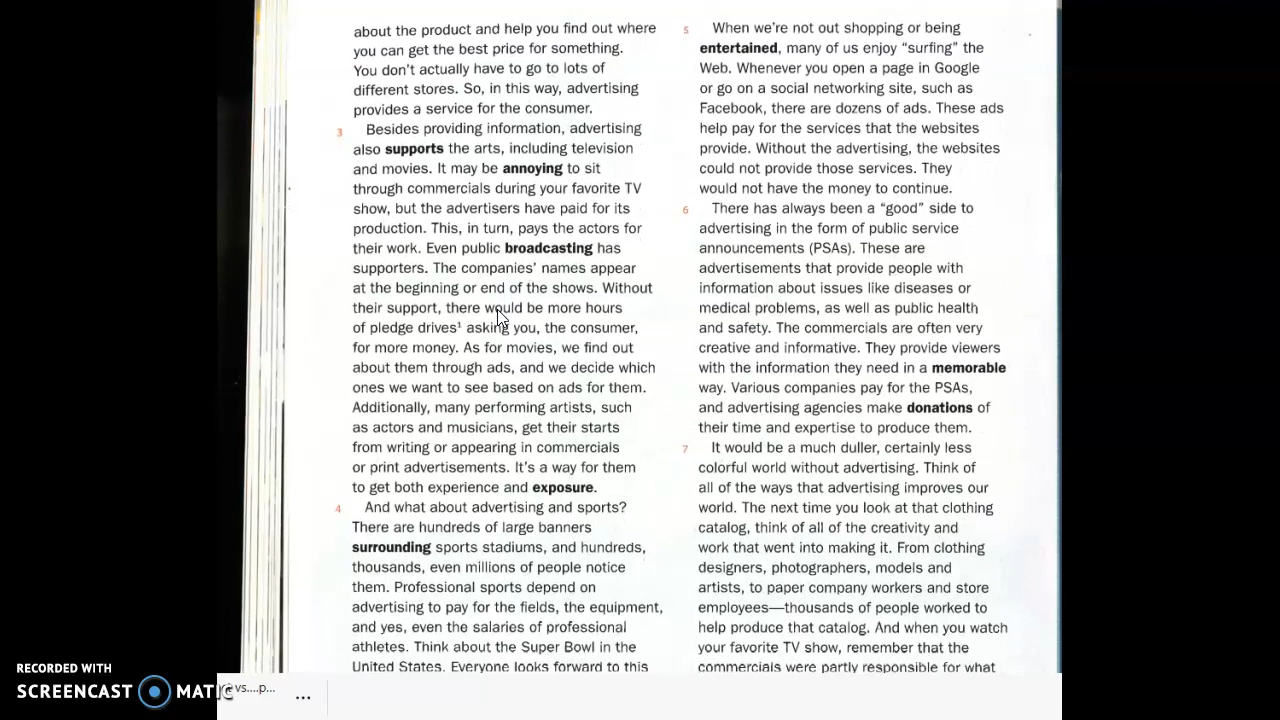 about the product and help you find out where
you can get the best price for something.
You don't actually have to go to lots of
different stores. So, in this way, advertising
provides a service for the consumer.
3 Besides providing information, advertising
also supports the arts, including television
and movies. It may be annoying to sit
through commercials during your favorite TV
show, but the advertisers have paid for its
production. This, in turn, pays the actors for
their work. Even public broadcasting has
supporters. The companies' names appear
at the beginning or end of the shows. Without
their support, there would be more hours
of pledge drives¹ asking you, the consumer,
for more money. As for movies, we find out
about them through ads, and we decide which
ones we want to see based on ads for them.
Additionally, many performing artists, such
as actors and musicians, get their starts
from writing or appearing in commercials
or print advertisements. It's a way for them
to get both experience and exposure.
4 And what about advertising and sports?
There are hundreds of large banners
surrounding sports stadiums, and hundreds,
thousands, even millions of people notice
them. Professional sports depend on
advertising to pay for the fields, the equipment,
and yes, even the salaries of professional
athletes. Think about the Super Bowl in the
United States. Everyone looks forward to this
5 When we're not out shopping or being
entertained, many of us enjoy “surfing” the
Web. Whenever you open a page in Google
or go on a social networking site, such as
Facebook, there are dozens of ads. These ads
help pay for the services that the websites
provide. Without the advertising, the websites
could not provide those services. They
would not have the money to continue.
6 There has always been a “good” side to
advertising in the form of public service
announcements (PSAs). These are
advertisements that provide people with
information about issues like diseases or
medical problems, as well as public health
and safety. The commercials are often very
creative and informative. They provide viewers
with the information they need in a memorable
way. Various companies pay for the PSAs,
and advertising agencies make donations of
their time and expertise to produce them.
7 It would be a much duller, certainly less
colorful world without advertising. Think of
all of the ways that advertising improves our
world. The next time you look at that clothing
catalog, think of all of the creativity and
work that went into making it. From clothing
designers, photographers, models and
artists, to paper company workers and store
employees—thousands of people worked to
help produce that catalog. And when you watch
your favorite TV show, remember that the
commercials were partly responsible for what
RECORDED WITH
SCREENCAST MATIC
vs....p...
...